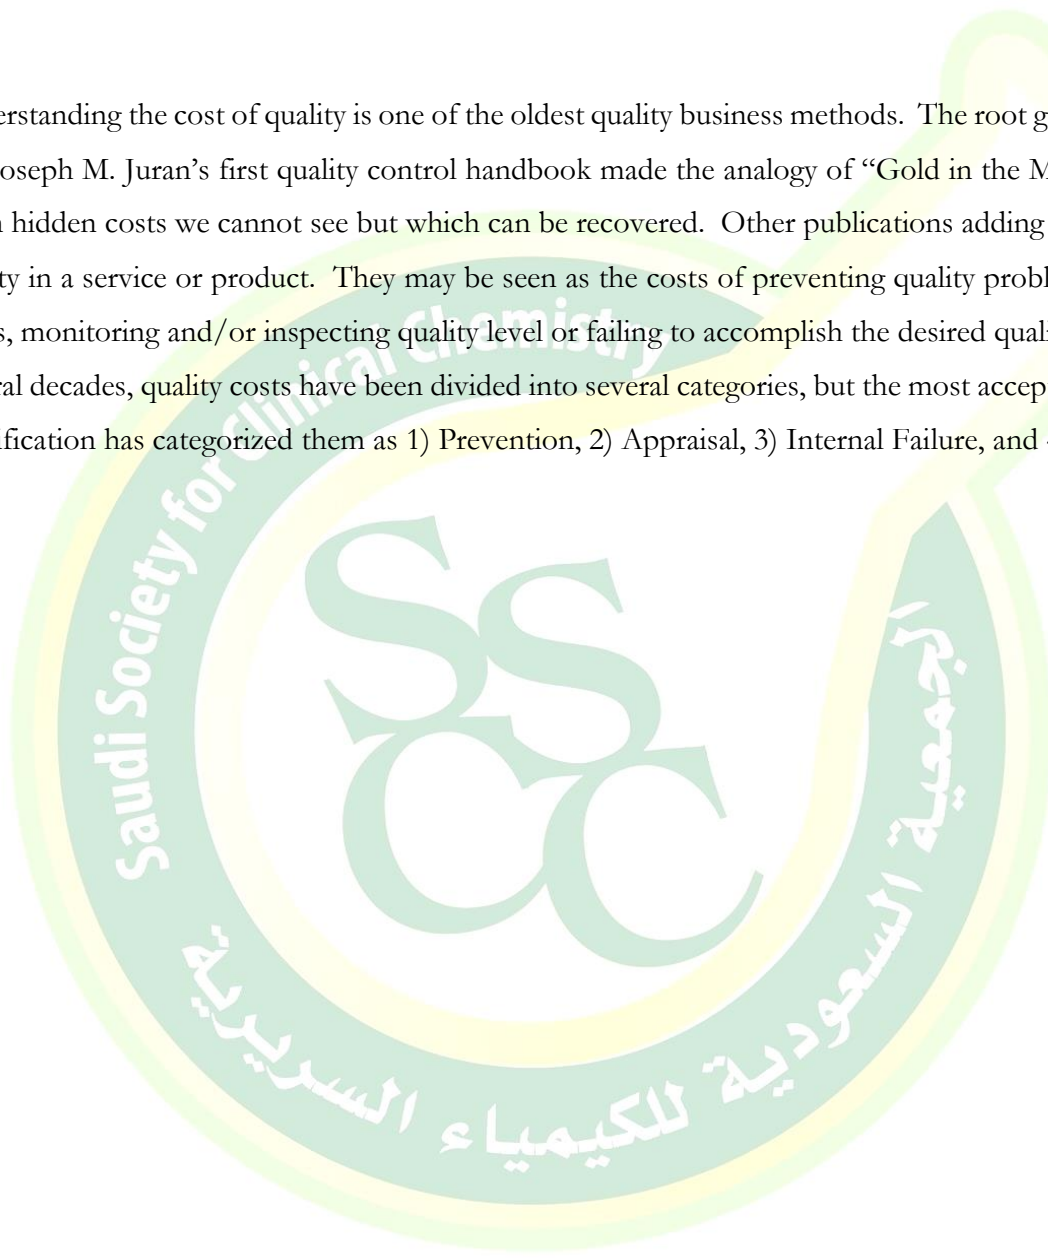 erstanding the cost of quality is one of the oldest quality business methods. The root g
oseph M. Juran’s first quality control handbook made the analogy of “Gold in the M
n hidden costs we cannot see but which can be recovered. Other publications adding
ty in a service or product. They may be seen as the costs of preventing quality probl
s, monitoring and/or inspecting quality level or failing to accomplish the desired quali
ral decades, quality costs have been divided into several categories, but the most accep
ification has categorized them as 1) Prevention, 2) Appraisal, 3) Internal Failure, and
Saudi Society for Clinical Chemistry
SSCC
الجمعية السعودية للكيمياء السريرية